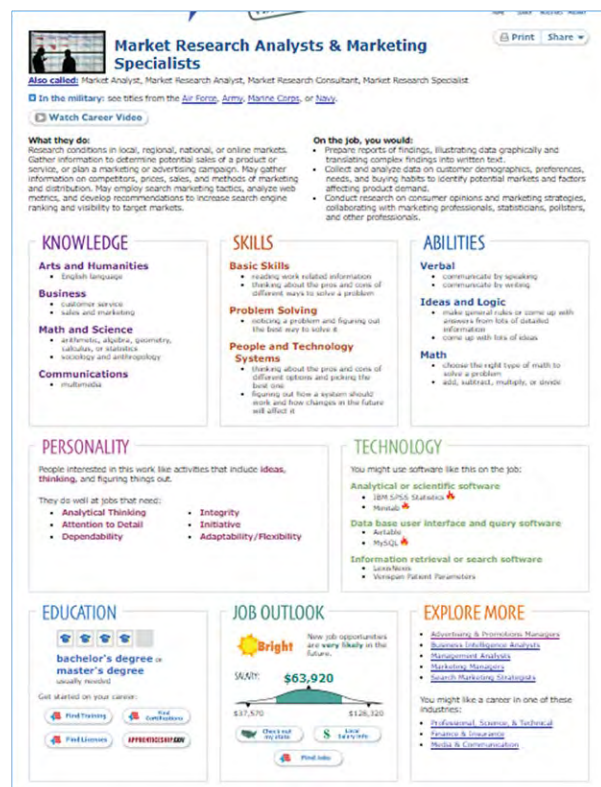 Print Share
Market Research Analysts & Marketing
Specialists
Also called: Market Analyst, Market Research Analyst, Market Research Consultant, Market Research Specialist
In the military: see titles from the Air Force, Army, Marine Corps, or Navy.
Watch Career Video
What they do:
Research conditions in local, regional, national, or online markets.
Gather information to determine potential sales of a product or
service, or plan a marketing or advertising campaign. May gather
information on competitors, prices, sales, and methods of marketing
and distribution. May employ search marketing tactics, analyze web
metrics, and develop recommendations to increase search engine
ranking and visibility to target markets.
On the job, you would:
• Prepare reports of findings, illustrating data graphically and
translating complex findings into written text.
• Collect and analyze data on customer demographics, preferences,
needs, and buying habits to identify potential markets and factors
affecting product demand.
• Conduct research on consumer opinions and marketing strategies,
collaborating with marketing professionals, statisticians, pollsters,
and other professionals.
KNOWLEDGE
Arts and Humanities
• English language
Business
• customer service
• sales and marketing
Math and Science
• arithmetic, algebra, geometry,
calculus, or statistics
• sociology and anthropology
Communications
• multimedia
SKILLS
Basic Skills
• reading work related information
• thinking about the pros and cons of
different ways to solve a problem
Problem Solving
• noticing a problem and figuring out
the best way to solve it
People and Technology
Systems
• thinking about the pros and cons of
different options and picking the
best one
• figuring out how a system should
work and how changes in the future
will affect it
ABILITIES
Verbal
• communicate by speaking
• communicate by writing
Ideas and Logic
• make general rules or come up with
answers from lots of detailed
information
• come up with lots of ideas
Math
• choose the right type of math to
solve a problem
• add, subtract, multiply, or divide
PERSONALITY
People interested in this work like activities that include ideas,
thinking, and figuring things out.
They do well at jobs that need:
• Analytical Thinking
• Attention to Detail
• Dependability
• Integrity
• Initiative
• Adaptability/Flexibility
TECHNOLOGY
You might use software like this on the job:
Analytical or scientific software
• IBM SPSS Statistics
• Minitab
Data base user interface and query software
• Airtable
• MySQL
Information retrieval or search software
• LexisNexis
• Verispan Patient Parameters
EDUCATION
bachelor's degree or
master's degree
usually needed
Get started on your career:
Find Training
Find Certifications
Find Licenses
APPRENTICESHIP.GOV
JOB OUTLOOK
Bright
New job opportunities
are very likely in the
future.
SALARY:
$63,920
$37,570
$128,320
Check out
my state
Local
Salary Info
Find Jobs
EXPLORE MORE
• Advertising & Promotions Managers
• Business Intelligence Analysts
• Management Analysts
• Marketing Managers
• Search Marketing Strategists
You might like a career in one of these
industries:
• Professional, Science, & Technical
• Finance & Insurance
• Media & Communication